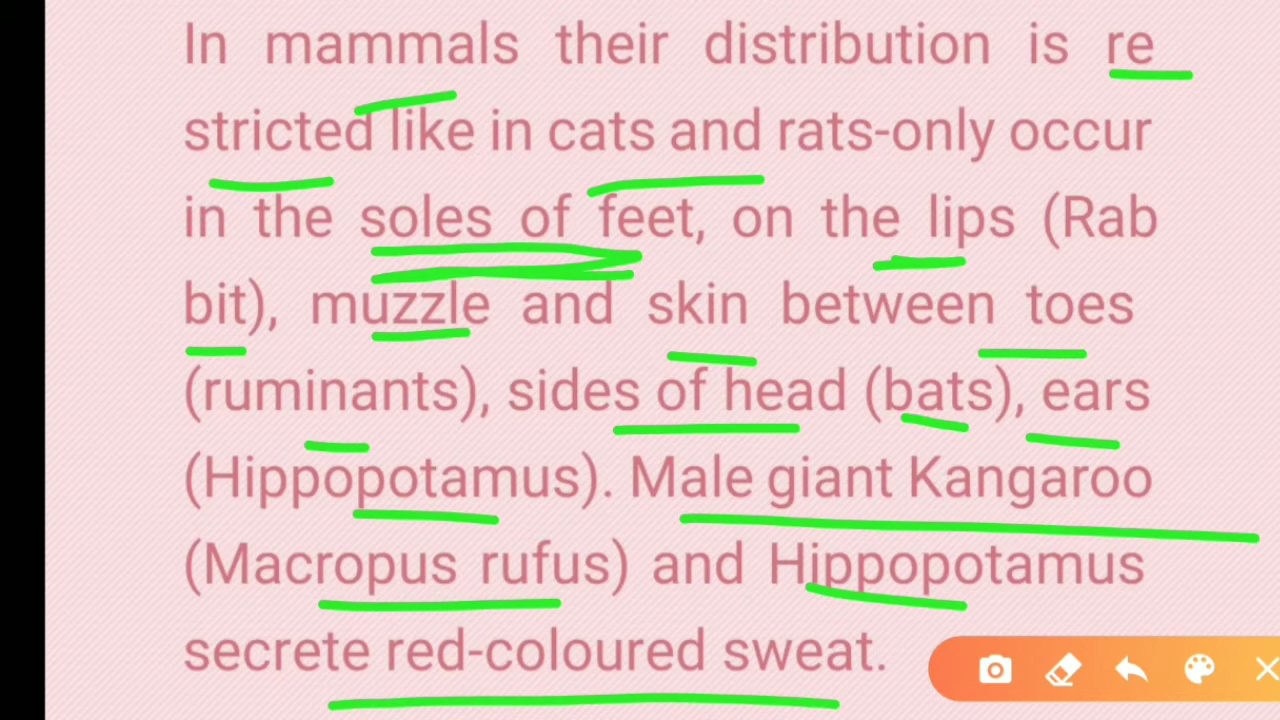 In mammals their distribution is re
stricted like in cats and rats-only occur
in the soles of feet, on the lips (Rab
bit), muzzle and skin between toes
(ruminants), sides of head (bats), ears
(Hippopotamus). Male giant Kangaroo
(Macropus rufus) and Hippopotamus
secrete red-coloured sweat.